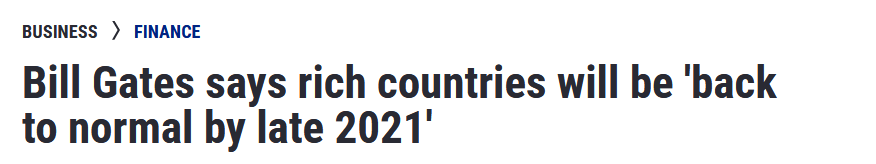 BUSINESS 〉 FINANCE
Bill Gates says rich countries will be 'back
to normal by late 2021'